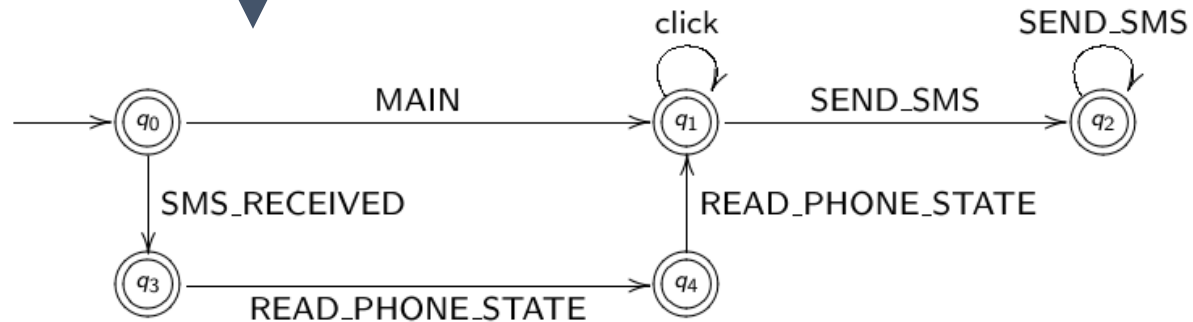 click
SEND_SMS
MAIN
SEND_SMS
q0
q1
q2
SMS_RECEIVED
READ_PHONE_STATE
q3
q4
READ_PHONE_STATE